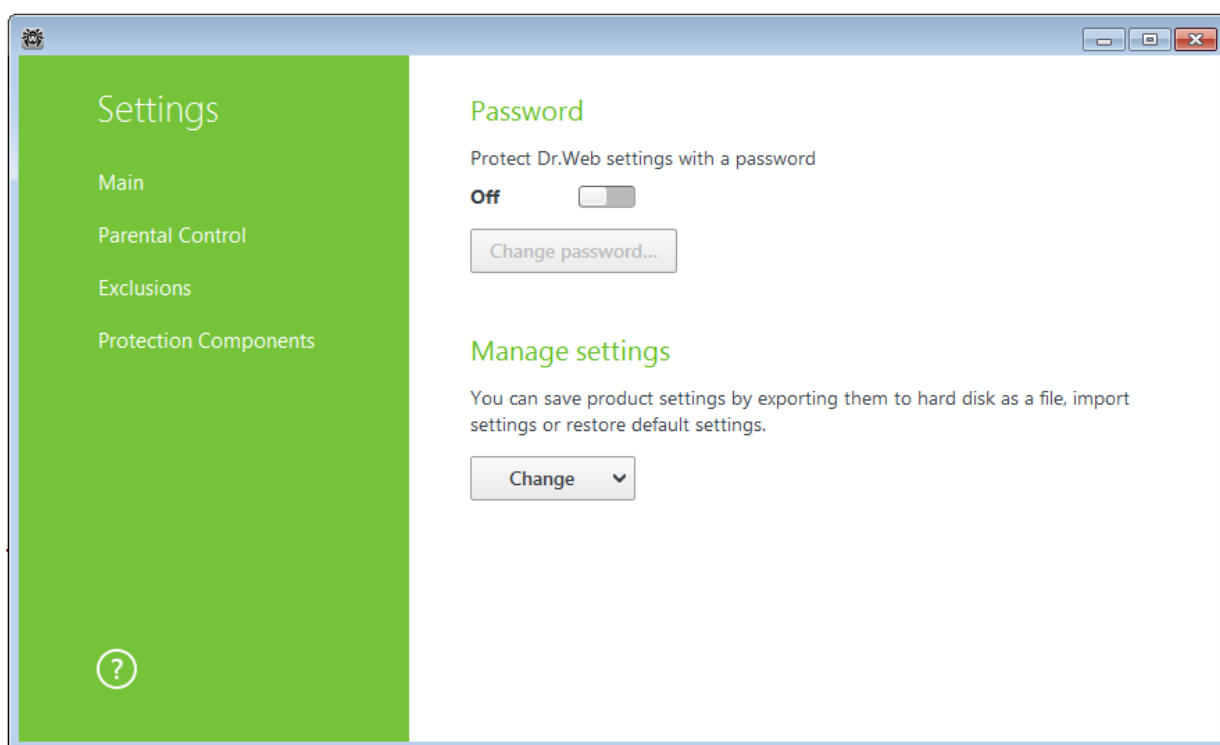 Settings
Main
Parental Control
Exclusions
Protection Components
?
Password
Protect Dr.Web settings with a password
Off
Change password...
Manage settings
You can save product settings by exporting them to hard disk as a file, import
settings or restore default settings.
Change